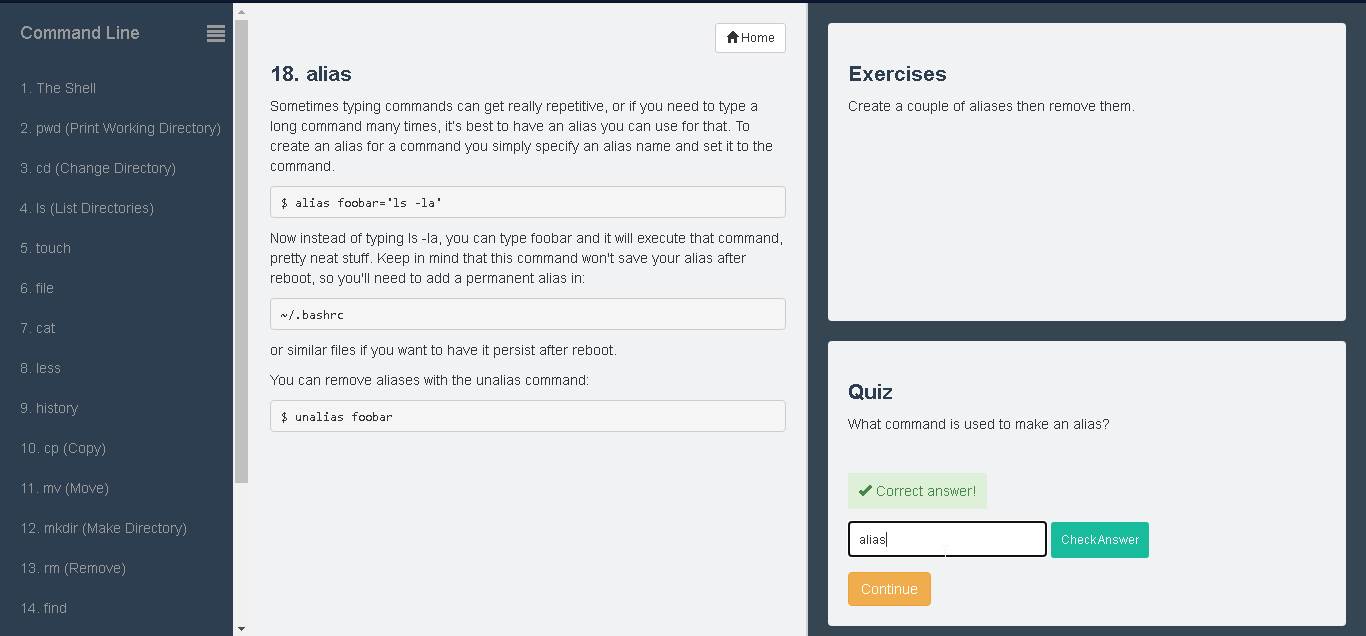 Command Line
1. The Shell
2. pwd (Print Working Directory)
3. cd (Change Directory)
4. ls (List Directories)
5. touch
6. file
7. cat
8. less
9. history
10. cp (Copy)
11. mv (Move)
12. mkdir (Make Directory)
13. rm (Remove)
14. find
Home
18. alias
Sometimes typing commands can get really repetitive, or if you need to type a
long command many times, it's best to have an alias you can use for that. To
create an alias for a command you simply specify an alias name and set it to the
command.
$ alias foobar='ls -la'
Now instead of typing ls -la, you can type foobar and it will execute that command,
pretty neat stuff. Keep in mind that this command won't save your alias after
reboot, so you'll need to add a permanent alias in:
~/.bashrc
or similar files if you want to have it persist after reboot.
You can remove aliases with the unalias command:
$ unalias foobar
Exercises
Create a couple of aliases then remove them.
Quiz
What command is used to make an alias?
Correct answer!
alias
Check Answer
Continue